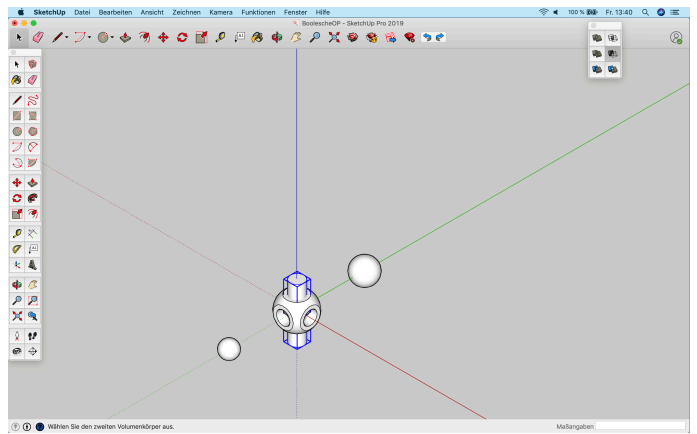 SketchUp Datei Bearbeiten Ansicht Zeichnen Kamera Funktionen Fenster Hilfe 100 % Fr. 13:40
BoolescheOP - SketchUp Pro 2019
Wählen Sie den zweiten Volumenkörper aus. Maßangaben